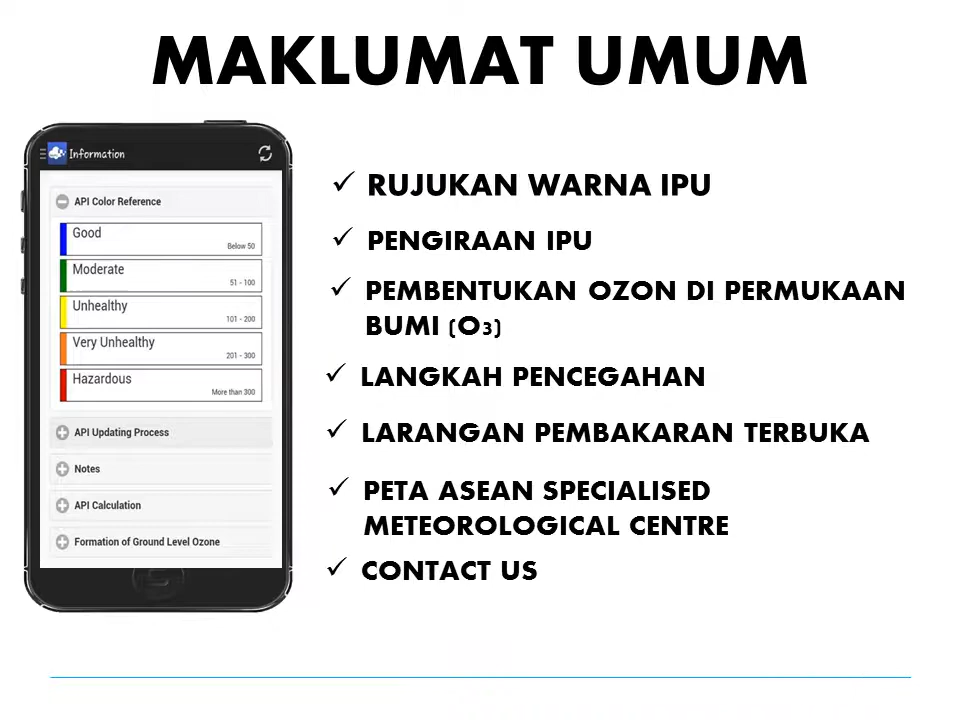 MAKLUMAT UMUM
Information
API Color Reference
Good
Below 50
Moderate
51 - 100
Unhealthy
101 - 200
Very Unhealthy
201 - 300
Hazardous
More than 300
API Updating Process
Notes
API Calculation
Formation of Ground Level Ozone
✓ RUJUKAN WARNA IPU
✓ PENGIRAAN IPU
✓ PEMBENTUKAN OZON DI PERMUKAAN
BUMI (O3)
✓ LANGKAH PENCEGAHAN
✓ LARANGAN PEMBAKARAN TERBUKA
✓ PETA ASEAN SPECIALISED
METEOROLOGICAL CENTRE
✓ CONTACT US